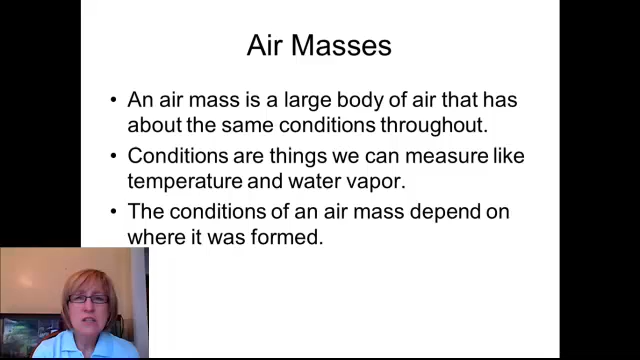 Air Masses
• An air mass is a large body of air that has
about the same conditions throughout.
• Conditions are things we can measure like
temperature and water vapor.
• The conditions of an air mass depend on
where it was formed.